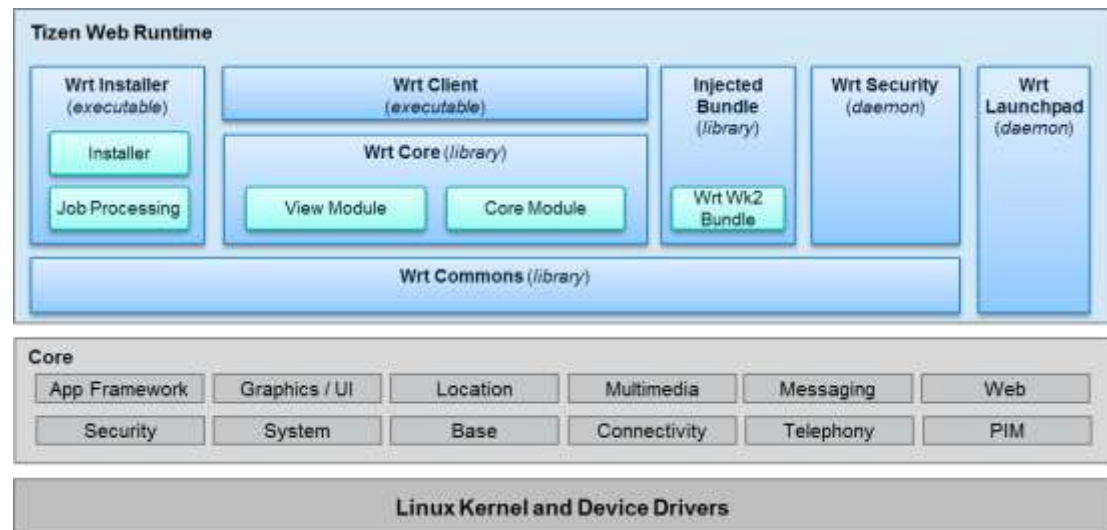 Tizen Web Runtime
Wrt Installer
(executable)
Installer
Job Processing
Wrt Client
(executable)
Wrt Core (library)
View Module
Core Module
Injected
Bundle
(library)
Wrt Wk2
Bundle
Wrt Security
(daemon)
Wrt
Launchpad
(daemon)
Wrt Commons (library)
Core
App Framework
Graphics / UI
Location
Multimedia
Messaging
Web
Security
System
Base
Connectivity
Telephony
PIM
Linux Kernel and Device Drivers